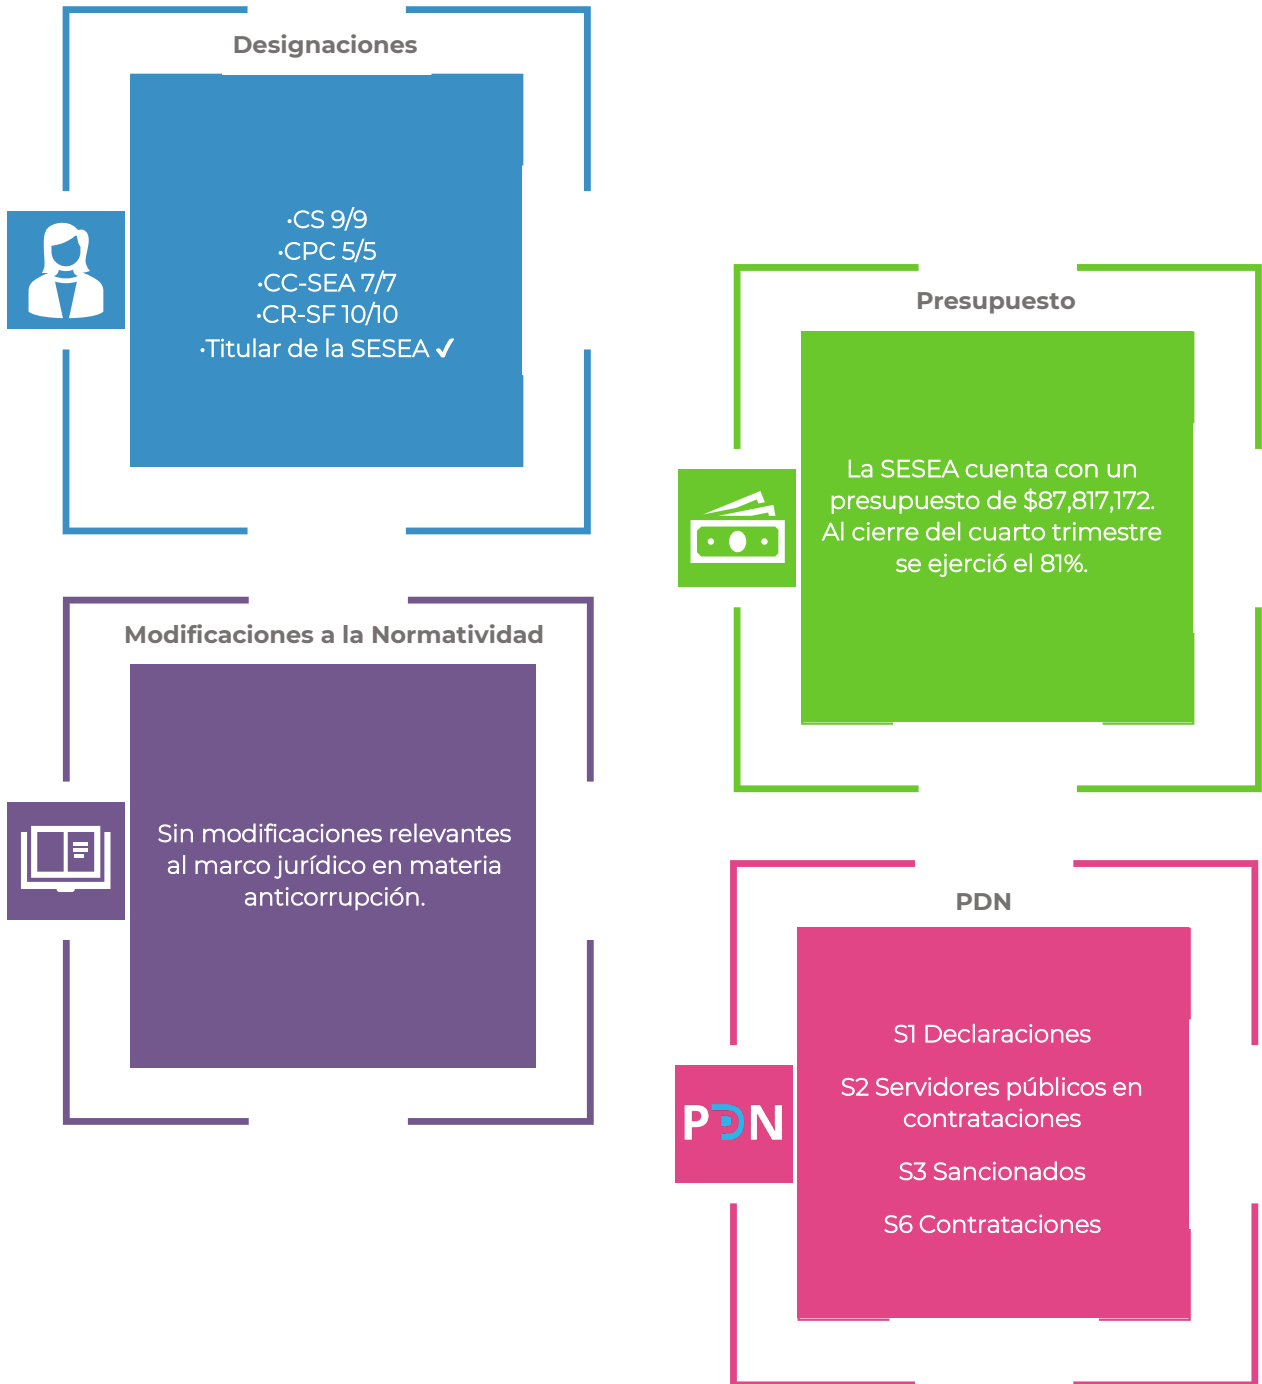 Designaciones
•CS 9/9
•CPC 5/5
•CC-SEA 7/7
•CR-SF 10/10
•Titular de la SESEA ✔
Presupuesto
La SESEA cuenta con un
presupuesto de $87,817,172.
Al cierre del cuarto trimestre
se ejerció el 81%.
Modificaciones a la Normatividad
Sin modificaciones relevantes
al marco jurídico en materia
anticorrupción.
PDN
PDN
S1 Declaraciones
S2 Servidores públicos en
contrataciones
S3 Sancionados
S6 Contrataciones